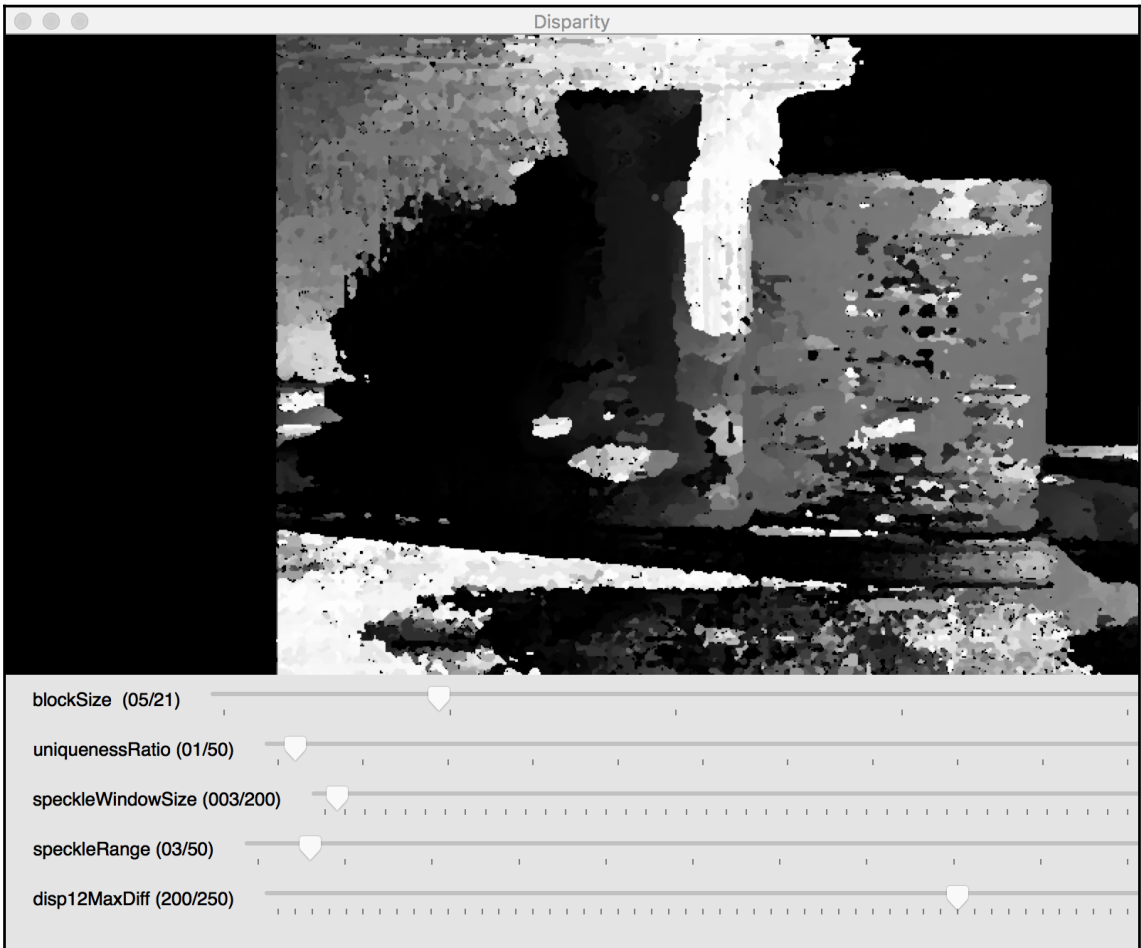 Disparity
blockSize (05/21)
uniquenessRatio (01/50)
speckleWindowSize (003/200)
speckleRange (03/50)
disp12MaxDiff (200/250)